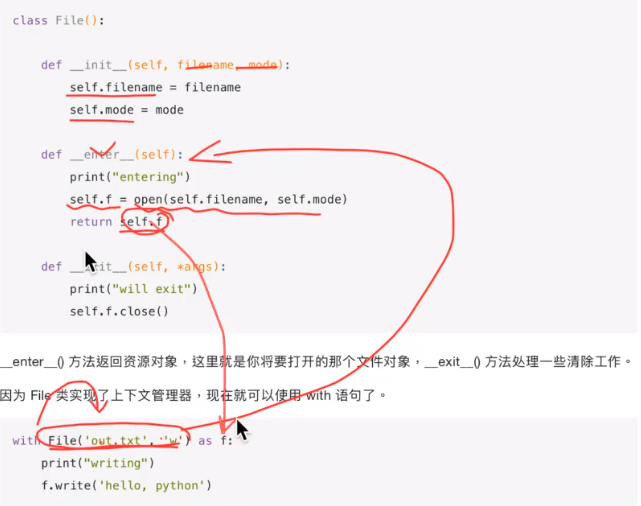 class File():
def __init__(self, filename, mode):
self.filename = filename
self.mode = mode
def __enter__(self):
print("entering")
self.f = open(self.filename, self.mode)
return self.f
def __exit__(self, *args):
print("will exit")
self.f.close()
__enter__() 方法返回资源对象，这里就是你将要打开的那个文件对象，__exit__() 方法处理一些清除工作。
因为 File 类实现了上下文管理器，现在就可以使用 with 语句了。
with File('out.txt', 'w') as f:
print("writing")
f.write('hello, python')